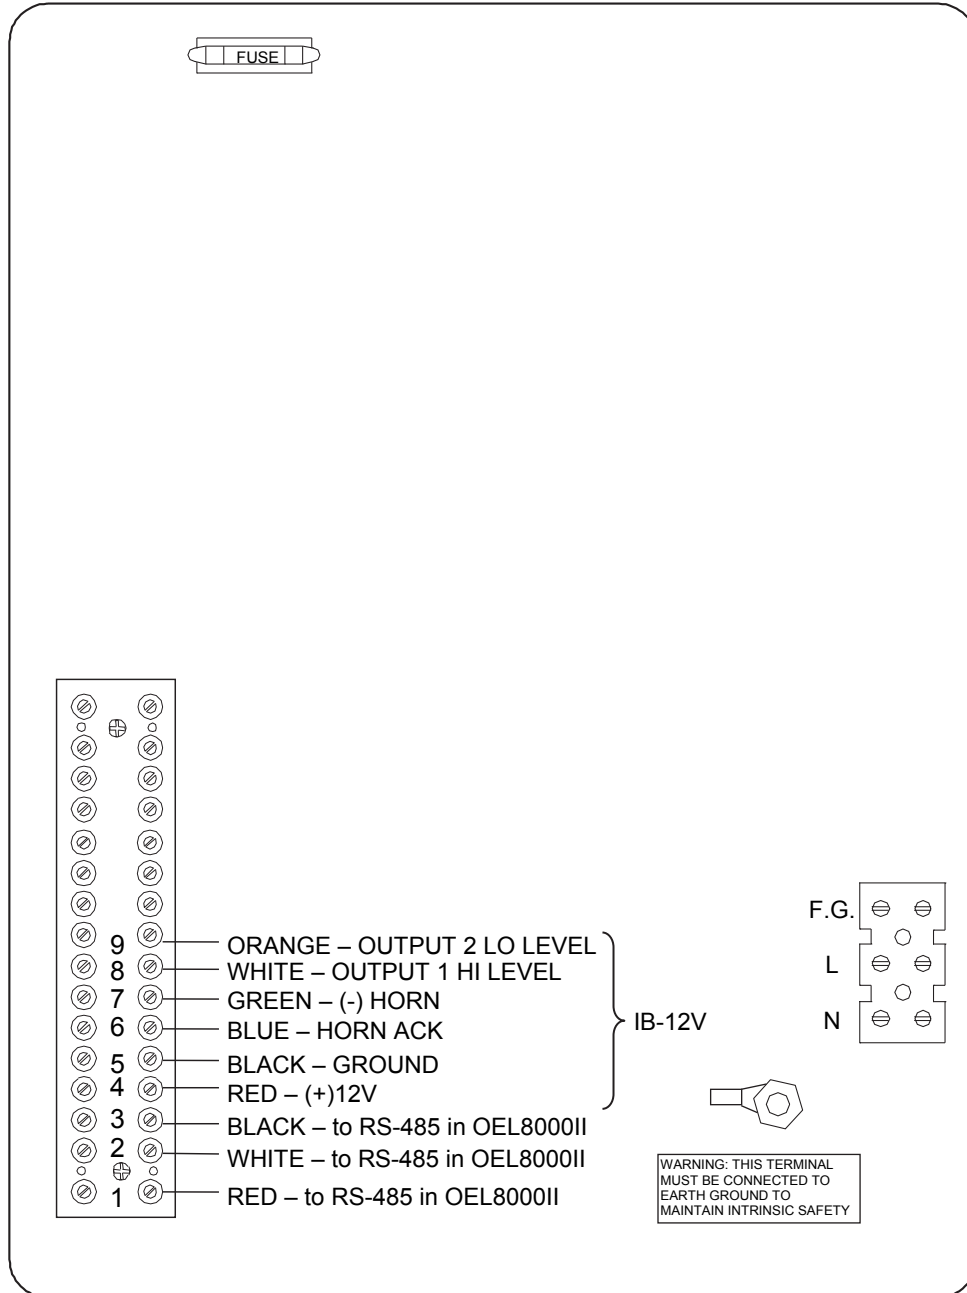 FUSE
9 ORANGE – OUTPUT 2 LO LEVEL
8 WHITE – OUTPUT 1 HI LEVEL
7 GREEN – (-) HORN
6 BLUE – HORN ACK
5 BLACK – GROUND
4 RED – (+)12V
3 BLACK – to RS-485 in OEL8000II
2 WHITE – to RS-485 in OEL8000II
1 RED – to RS-485 in OEL8000II
IB-12V
F.G.
L
N
WARNING: THIS TERMINAL
MUST BE CONNECTED TO
EARTH GROUND TO
MAINTAIN INTRINSIC SAFETY